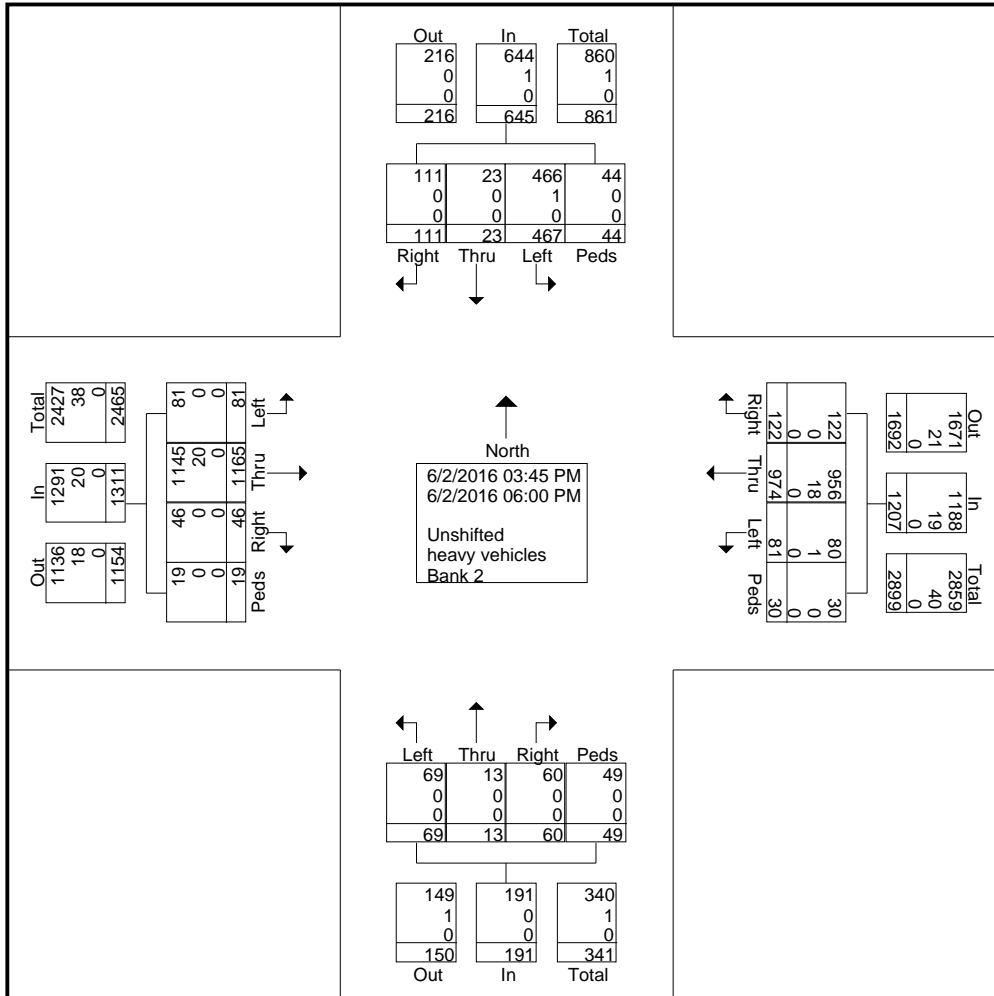 Out In Total
216 644 860
0 1 0
0 0 0
216 645 861
111 23 466 44
0 0 1 0
0 0 0 0
111 23 467 44
Right Thru Left Peds
Total
2427 38 0 2465
In
1291 20 0 1311
Out
1136 18 0 1154
81 0 0 81 Left
1145 20 0 1165 Thru
46 0 0 46 Right
19 0 0 19 Peds
North
6/2/2016 03:45 PM
6/2/2016 06:00 PM
Unshifted
heavy vehicles
Bank 2
Right 122 0 0 122
Thru 974 0 18 956
Left 81 0 1 80
Peds 30 0 0 30
Out
1671 21 0 1692
In
1188 19 0 1207
Total
2859 40 0 2899
Left Thru Right Peds
69 13 60 49
0 0 0 0
0 0 0 0
69 13 60 49
149 191 340
1 0 1
0 0 0
150 191 341
Out In Total